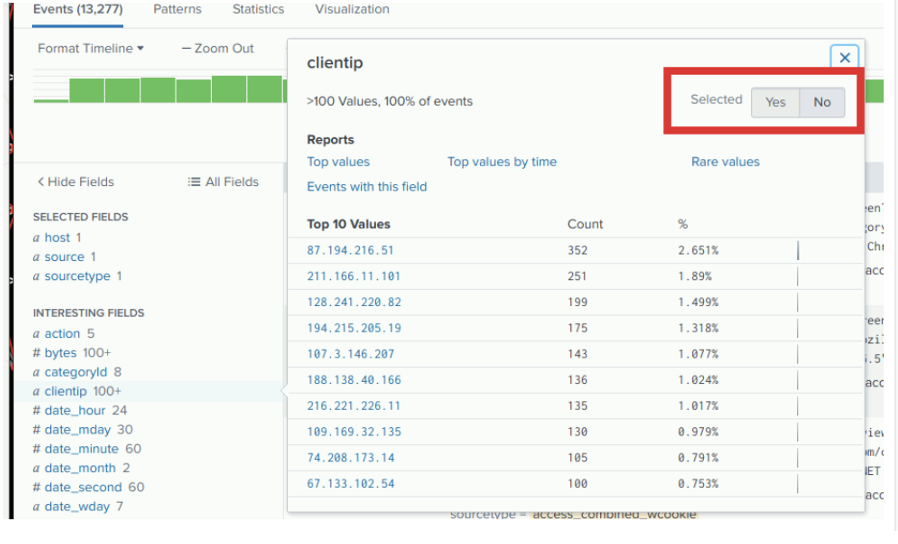 Events (13,277) Patterns Statistics Visualization
Format Timeline — Zoom Out
clientip
>100 Values, 100% of events
Selected Yes No
Reports
Top values Top values by time Rare values
Events with this field
Top 10 Values Count %
87.194.216.51 352 2.651%
211.166.11.101 251 1.89%
128.241.220.82 199 1.499%
194.215.205.19 175 1.318%
107.3.146.207 143 1.077%
188.138.40.166 136 1.024%
216.221.226.11 135 1.017%
109.169.32.135 130 0.979%
74.208.173.14 105 0.791%
67.133.102.54 100 0.753%
< Hide Fields All Fields
SELECTED FIELDS
a host 1
a source 1
a sourcetype 1
INTERESTING FIELDS
a action 5
# bytes 100+
a categoryId 8
a clientip 100+
# date_hour 24
# date_mday 30
# date_minute 60
a date_month 2
# date_second 60
a date_wday 7
sourcetype = access_combined_wcookie